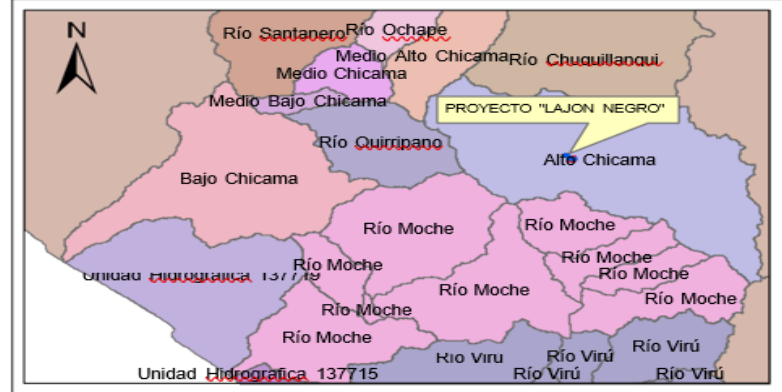 N
Río Santanero
Río Ochape
Medio Alto Chicama
Río Chuquillanqui
Medio Chicama
Medio Bajo Chicama
PROYECTO "LAJON NEGRO"
Río Quirripano
Alto Chicama
Bajo Chicama
Río Moche
Río Moche
Río Moche
Río Moche
Río Moche
Unidad Hidrografica 137719
Río Moche
Río Moche
Río Moche
Río Moche
Río Viru
Río Virú
Río Virú
Unidad Hidrografica 137715
Río Virú
Río Virú